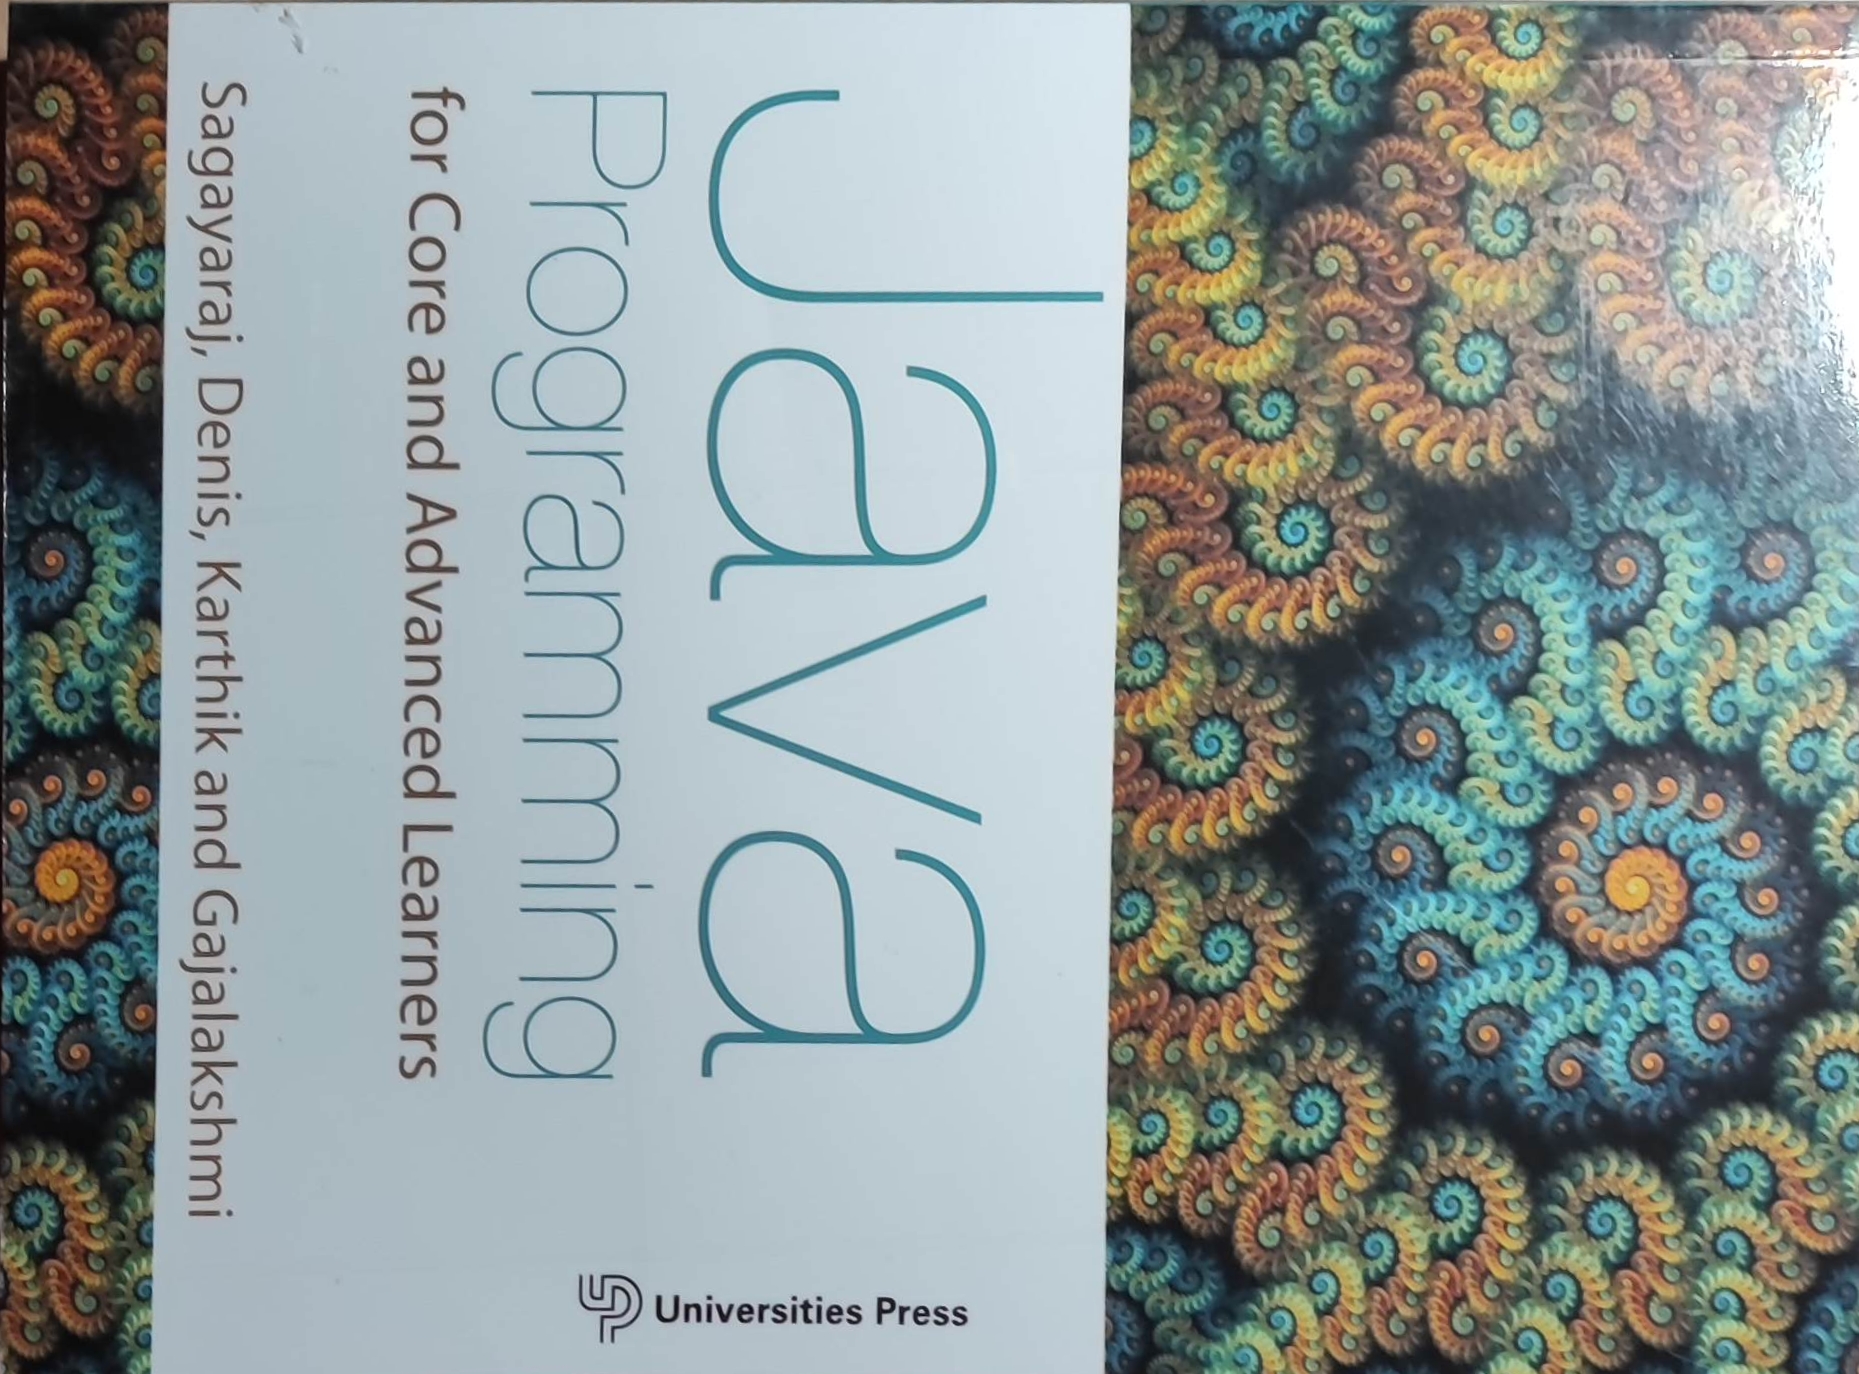 Java
Programming
for Core and Advanced Learners
Sagayaraj, Denis, Karthik and Gajalakshmi
Universities Press